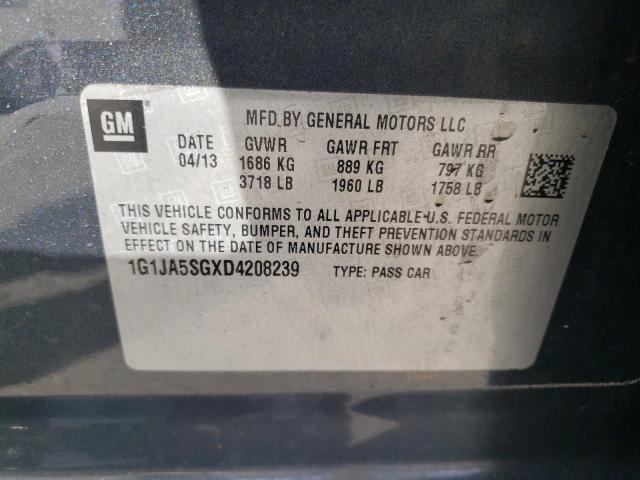 GM
MFD.BY GENERAL MOTORS LLC
DATE GVWR GAWR FRT GAWR RR
04/13 1686 KG 889 KG 797 KG
3718 LB 1960 LB 1758 LB
THIS VEHICLE CONFORMS TO ALL APPLICABLE U.S. FEDERAL MOTOR
VEHICLE SAFETY, BUMPER, AND THEFT PREVENTION STANDARDS IN
EFFECT ON THE DATE OF MANUFACTURE SHOWN ABOVE.
1G1JA5SGXD4208239 TYPE: PASS CAR